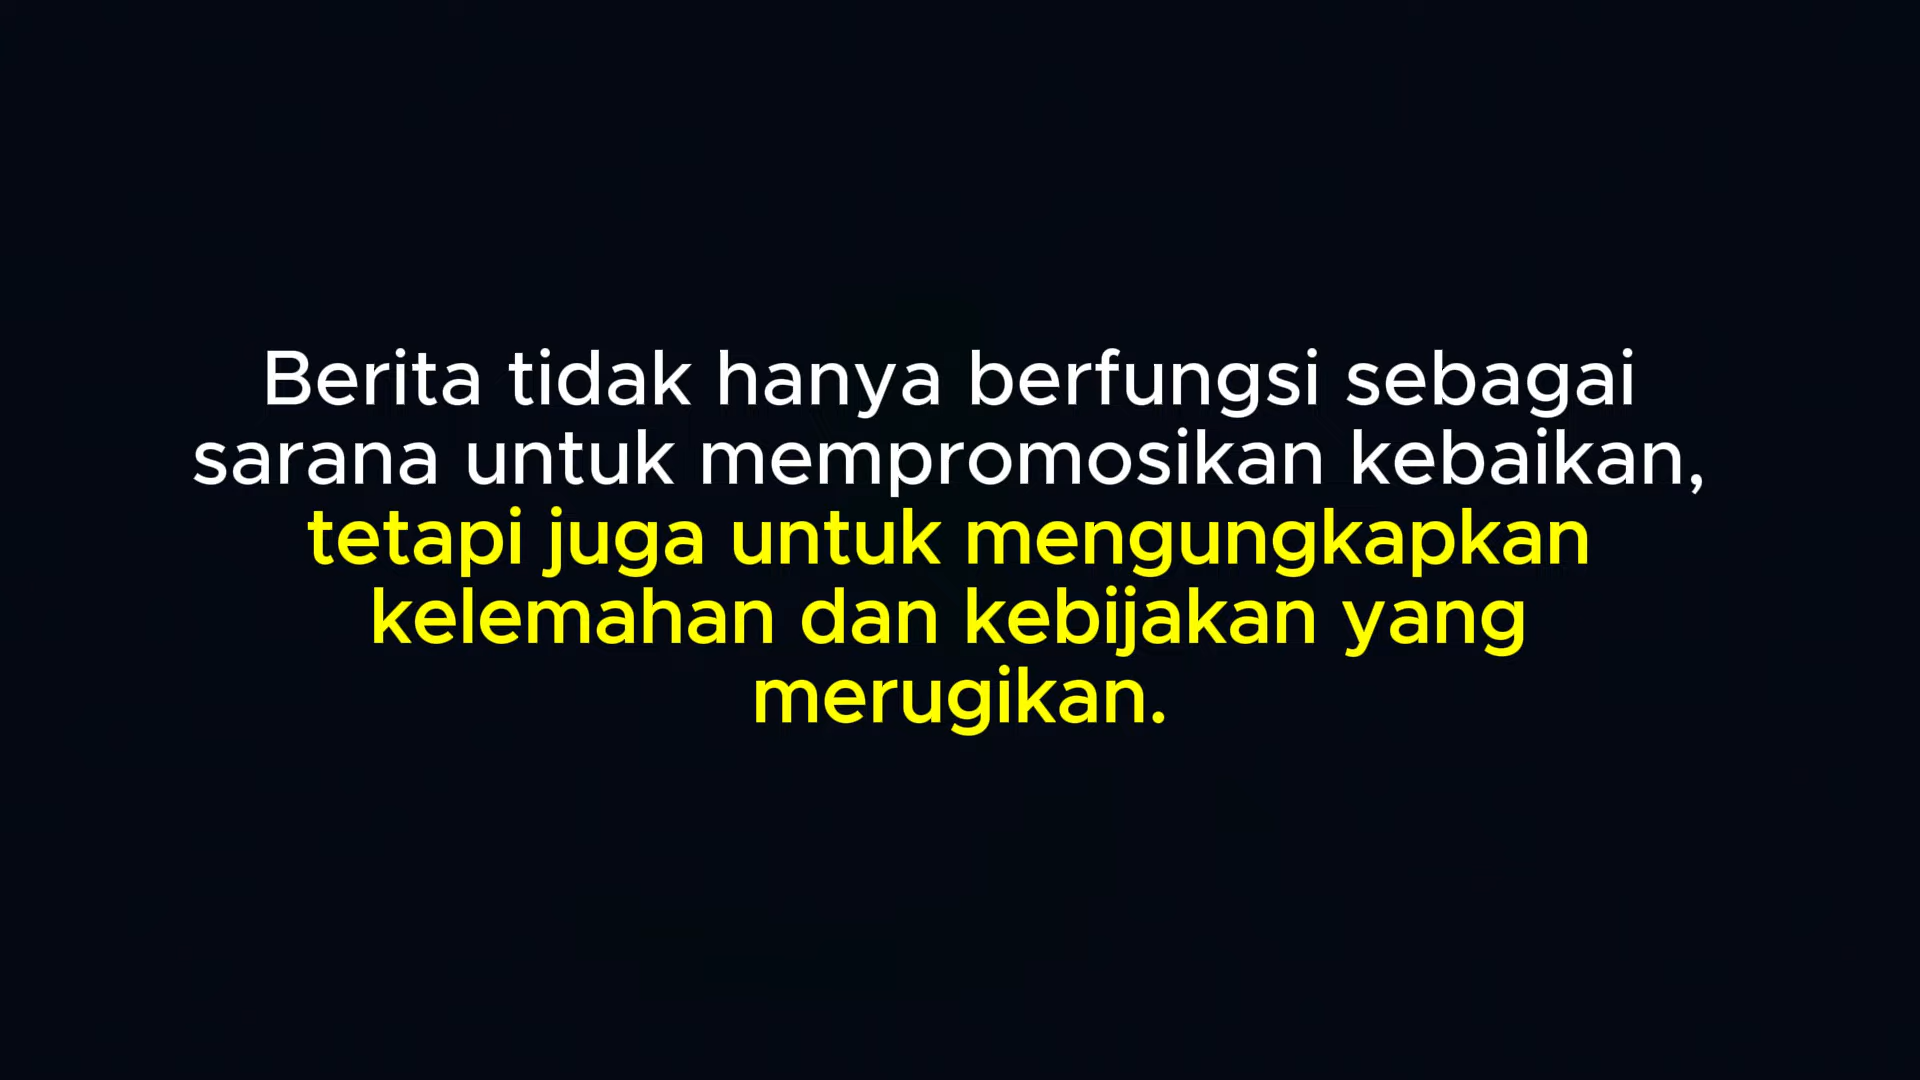 Berita tidak hanya berfungsi sebagai
sarana untuk mempromosikan kebaikan,
tetapi juga untuk mengungkapkan
kelemahan dan kebijakan yang
merugikan.